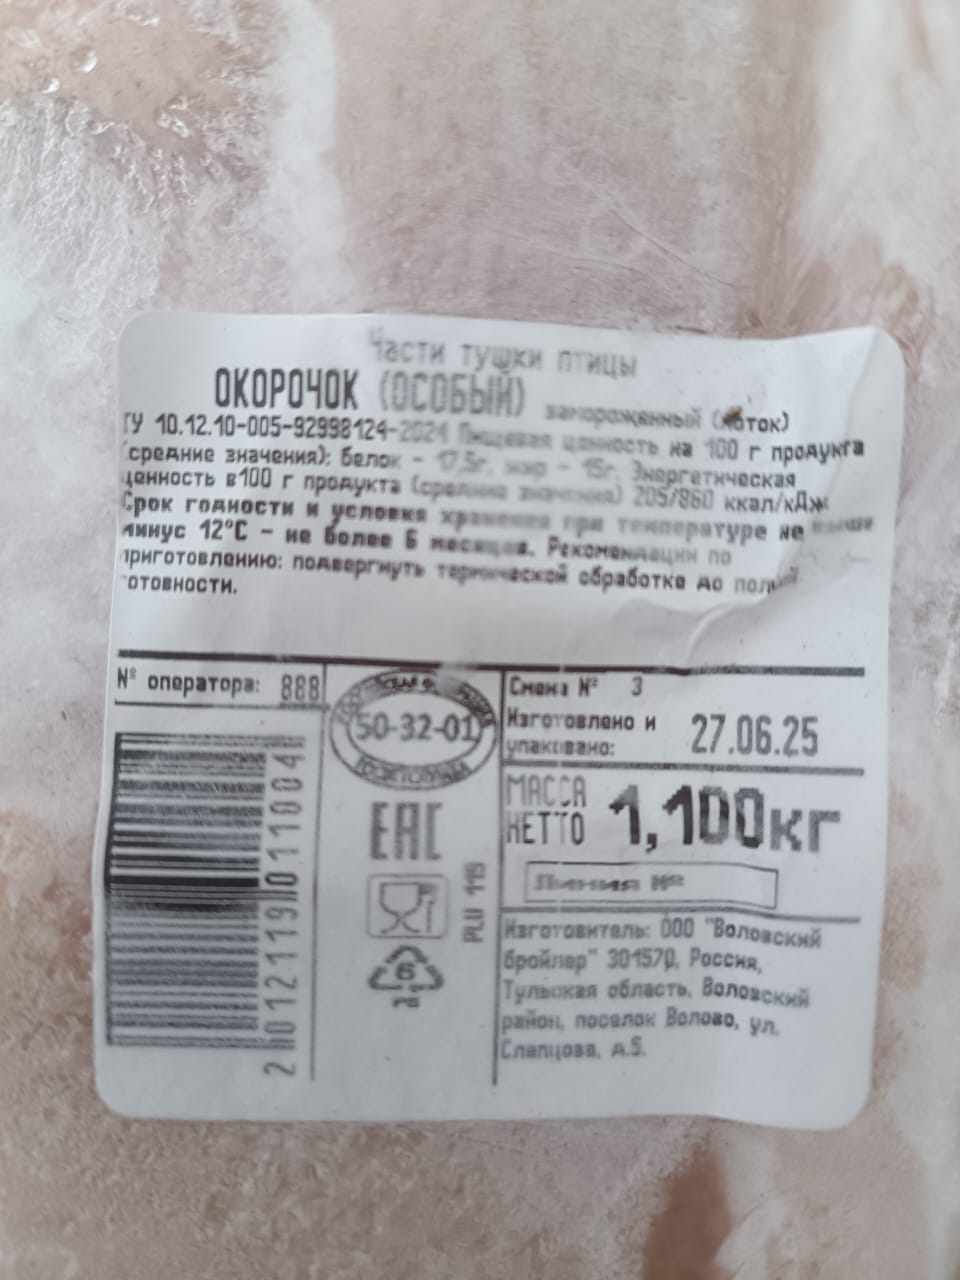 Части тушки птицы
ОКОРОЧОК (ОСОБЫЙ) замороженный (лоток)
ТУ 10.12.10-005-92998124-2024 Пищевая ценность на 100 г продукта
(средние значения): белок - 17,5г, жир - 15г. Энергетическая
ценность в100 г продукта (средние значения) 205/860 ккал/кДж
Срок годности и условия хранения при температуре не выше
минус 12°С - не более 6 месяцев. Рекомендации по
приготовлению: подвергнуть термической обработке до полной
готовности.
N° оператора: 888
50-32-01
ГОСВЕТСЛУЖБА
Смена N° 3
Изготовлено и
упаковано: 27.06.25
МАССА
НЕТТО 1,100кг
Линия №
EAC
PLU 119
6
2 012119 011004
Изготовитель: ООО "Воловский
бройлер" 301570, Россия,
Тульская область, Воловский
район, поселок Волово, ул.
Слепцова, д.5.